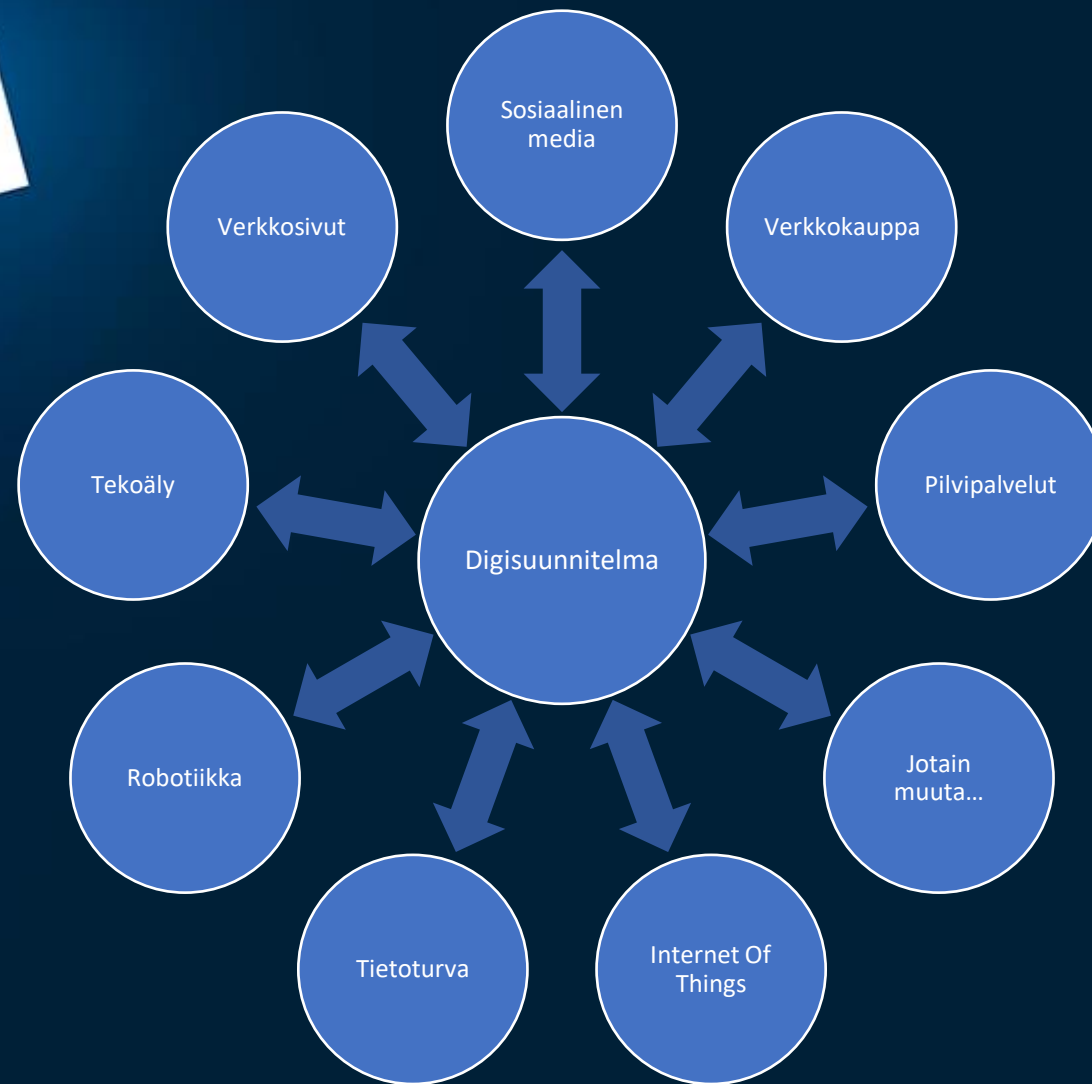 Sosiaalinen
media
Verkkosivut
Verkkokauppa
Tekoäly
Pilvipalvelut
Digisuunnitelma
Robotiikka
Jotain
muuta…
Tietoturva
Internet Of
Things